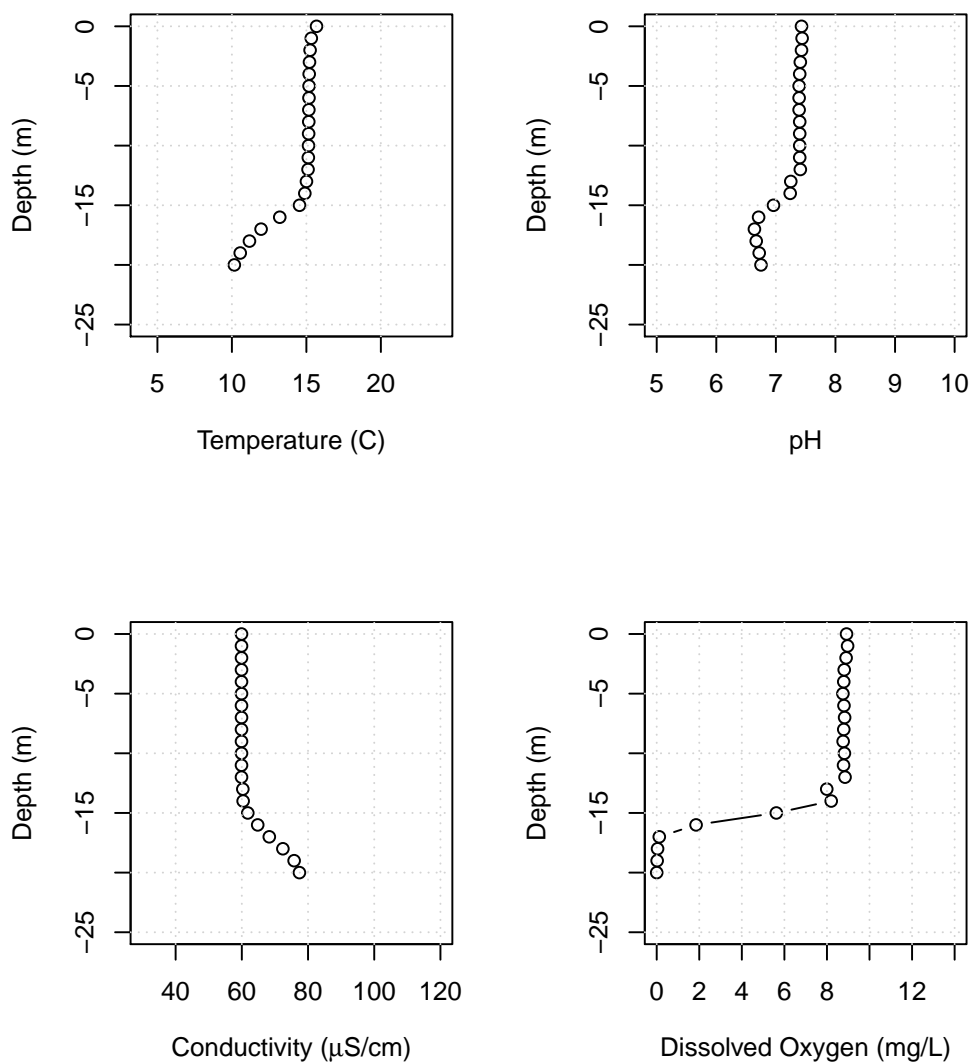 0
−5
−15
−25
Depth (m)
5 10 15 20
Temperature (C)
0
−5
−15
−25
Depth (m)
5 6 7 8 9 10
pH
0
−5
−15
−25
Depth (m)
40 60 80 100 120
Conductivity (μS/cm)
0
−5
−15
−25
Depth (m)
0 2 4 6 8 12
Dissolved Oxygen (mg/L)